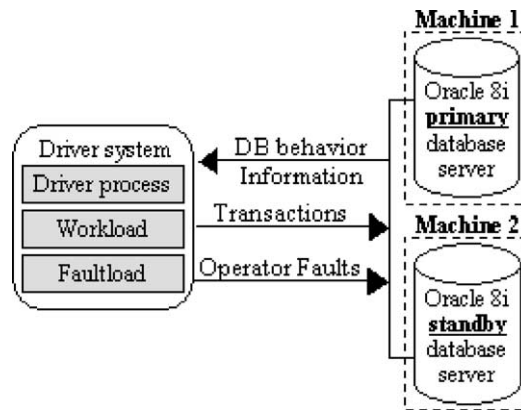 Machine 1
Oracle 8i
primary
database
server
Driver system
Driver process
Workload
Faultload
DB behavior
Information
Transactions
Operator Faults
Machine 2
Oracle 8i
standby
database
server